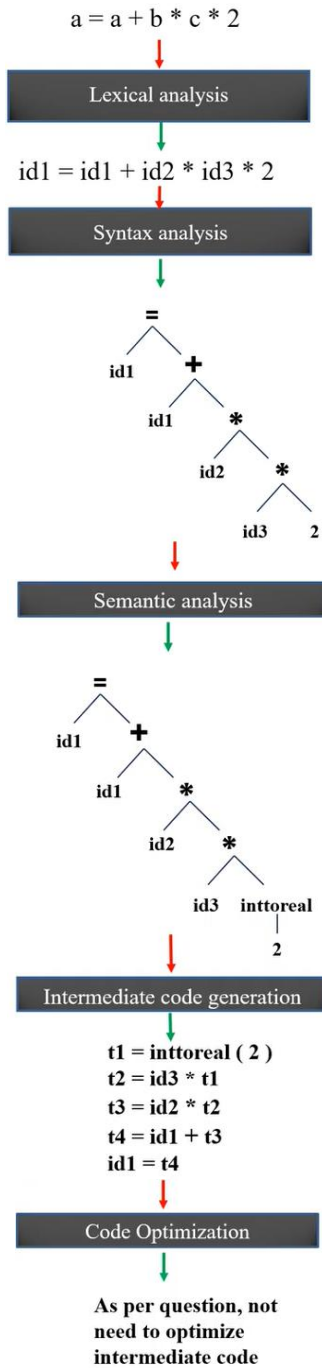 a = a + b * c * 2
Lexical analysis
id1 = id1 + id2 * id3 * 2
Syntax analysis
=
id1 +
id1 *
id2 *
id3 2
Semantic analysis
=
id1 +
id1 *
id2 *
id3 inttoreal
2
Intermediate code generation
t1 = inttoreal ( 2 )
t2 = id3 * t1
t3 = id2 * t2
t4 = id1 + t3
id1 = t4
Code Optimization
As per question, not
need to optimize
intermediate code